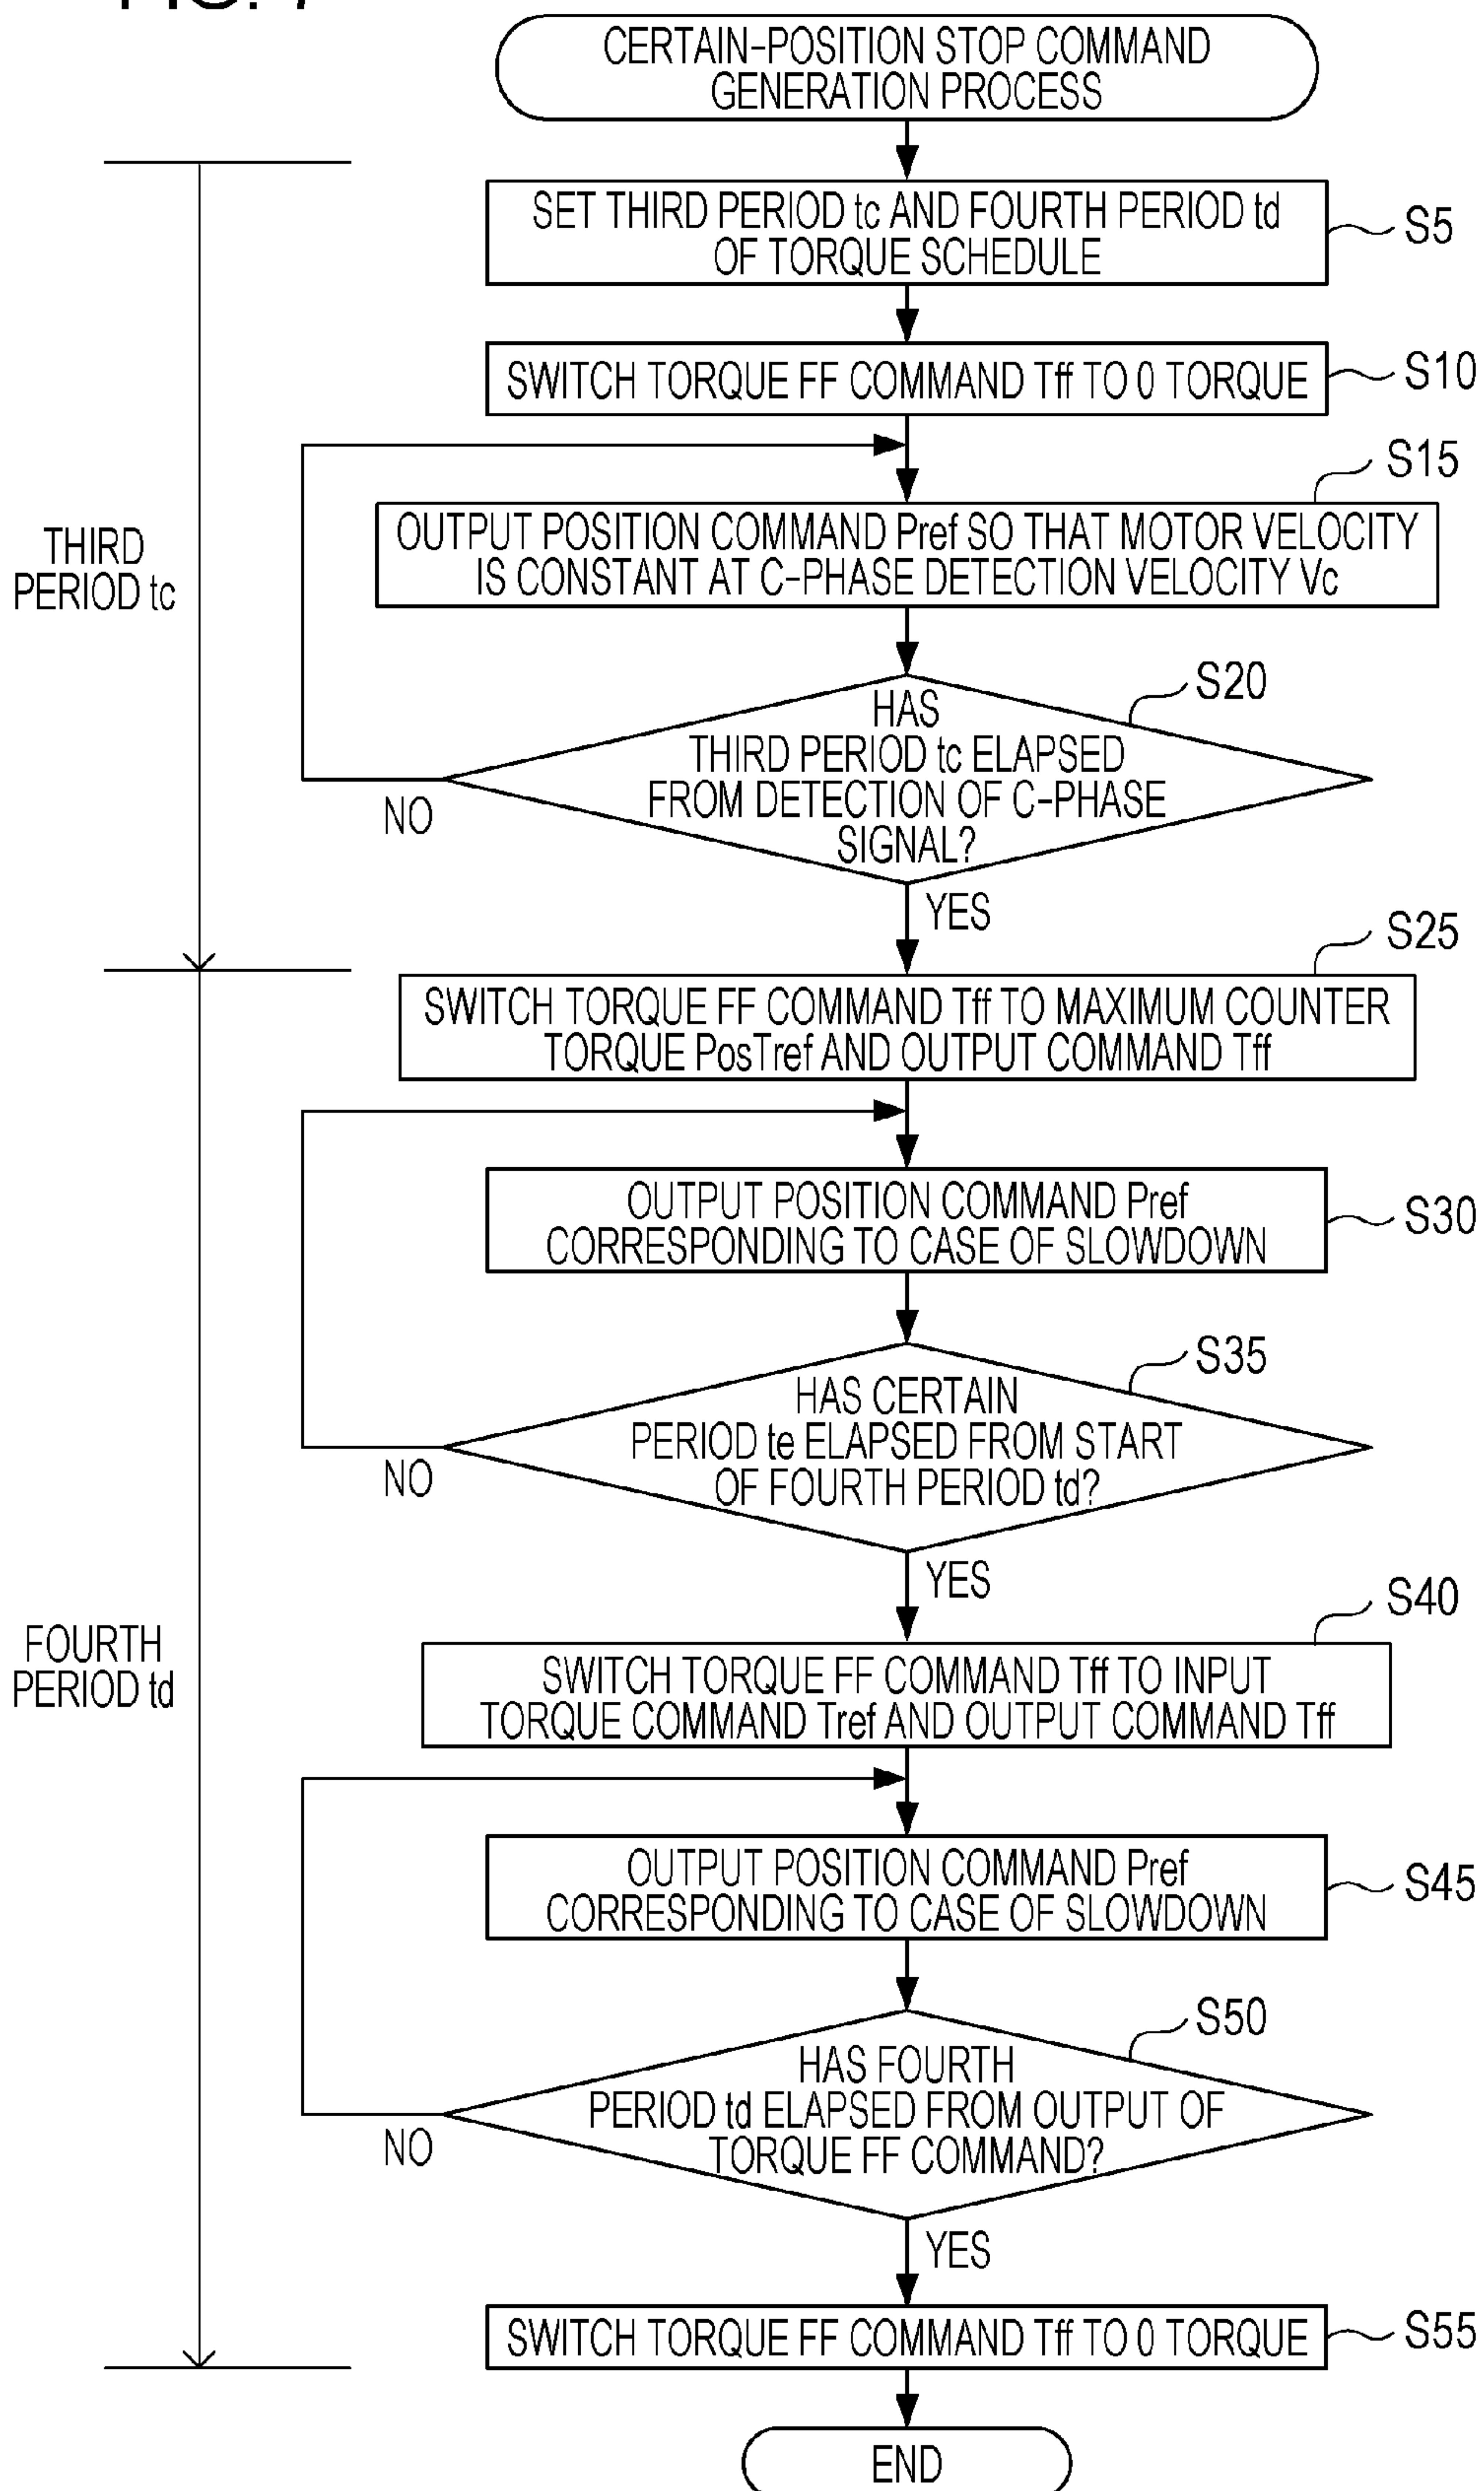 CERTAIN-POSITION STOP COMMAND
GENERATION PROCESS
SET THIRD PERIOD tc AND FOURTH PERIOD td
OF TORQUE SCHEDULE
S5
SWITCH TORQUE FF COMMAND Tff TO 0 TORQUE
S10
S15
OUTPUT POSITION COMMAND Pref SO THAT MOTOR VELOCITY
IS CONSTANT AT C-PHASE DETECTION VELOCITY Vc
THIRD
PERIOD tc
S20
HAS
THIRD PERIOD tc ELAPSED
FROM DETECTION OF C-PHASE
SIGNAL?
NO
YES
S25
SWITCH TORQUE FF COMMAND Tff TO MAXIMUM COUNTER
TORQUE PosTref AND OUTPUT COMMAND Tff
OUTPUT POSITION COMMAND Pref
CORRESPONDING TO CASE OF SLOWDOWN
S30
S35
HAS CERTAIN
PERIOD te ELAPSED FROM START
OF FOURTH PERIOD td?
NO
YES
S40
FOURTH
PERIOD td
SWITCH TORQUE FF COMMAND Tff TO INPUT
TORQUE COMMAND Tref AND OUTPUT COMMAND Tff
OUTPUT POSITION COMMAND Pref
CORRESPONDING TO CASE OF SLOWDOWN
S45
S50
HAS FOURTH
PERIOD td ELAPSED FROM OUTPUT OF
TORQUE FF COMMAND?
NO
YES
SWITCH TORQUE FF COMMAND Tff TO 0 TORQUE
S55
END